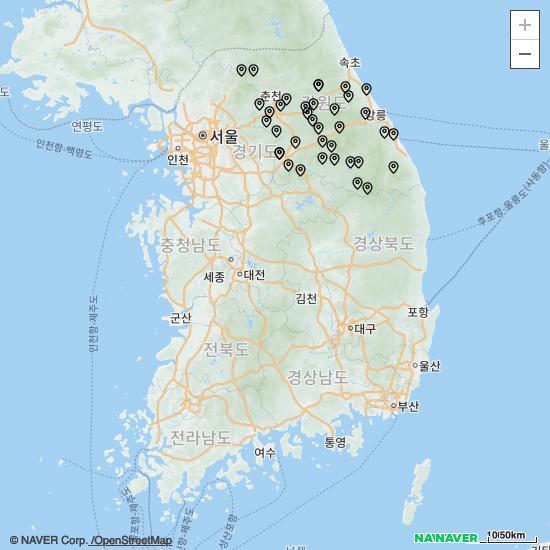 +
−
속초
춘천
강원도
연평도
서울
강릉
인천항-백령도
인천
경기도
울
후포항-울릉도(사동항)
충청남도
경상북도
세종
대전
인천항-제주도
김천
군산
포항
전북도
대구
경상남도
울산
부산
전라남도
여수
통영
© NAVER Corp. /OpenStreetMap
NAVER
10/50km